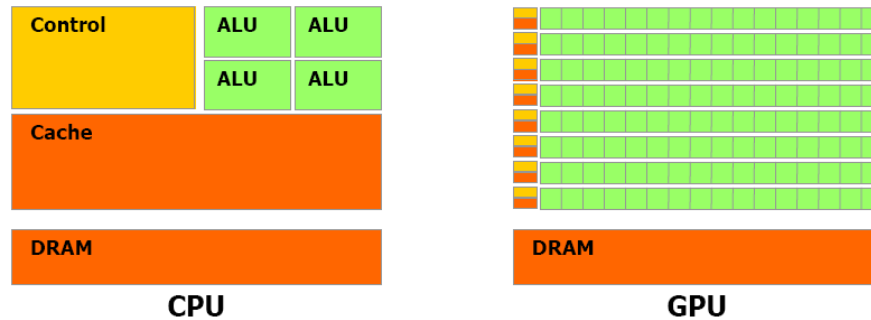 Control
ALU ALU
ALU ALU
Cache
DRAM
CPU
DRAM
GPU